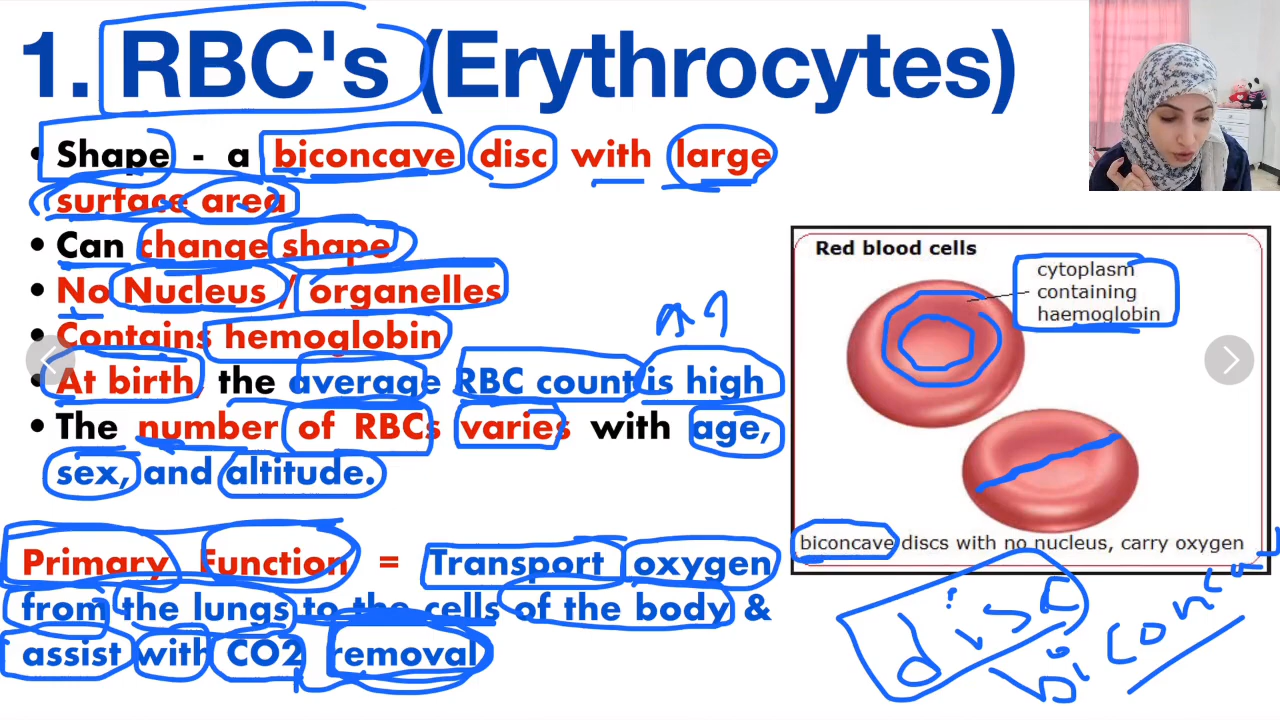 1. RBC's (Erythrocytes)
• Shape - a biconcave disc with large
surface area
• Can change shape
• No Nucleus / organelles
• Contains hemoglobin
• At birth, the average RBC count is high
• The number of RBCs varies with age,
sex, and altitude.
Primary Function = Transport oxygen
from the lungs to the cells of the body &
assist with CO2 removal
Red blood cells
cytoplasm
containing
haemoglobin
biconcave discs with no nucleus, carry oxygen
disc
bi